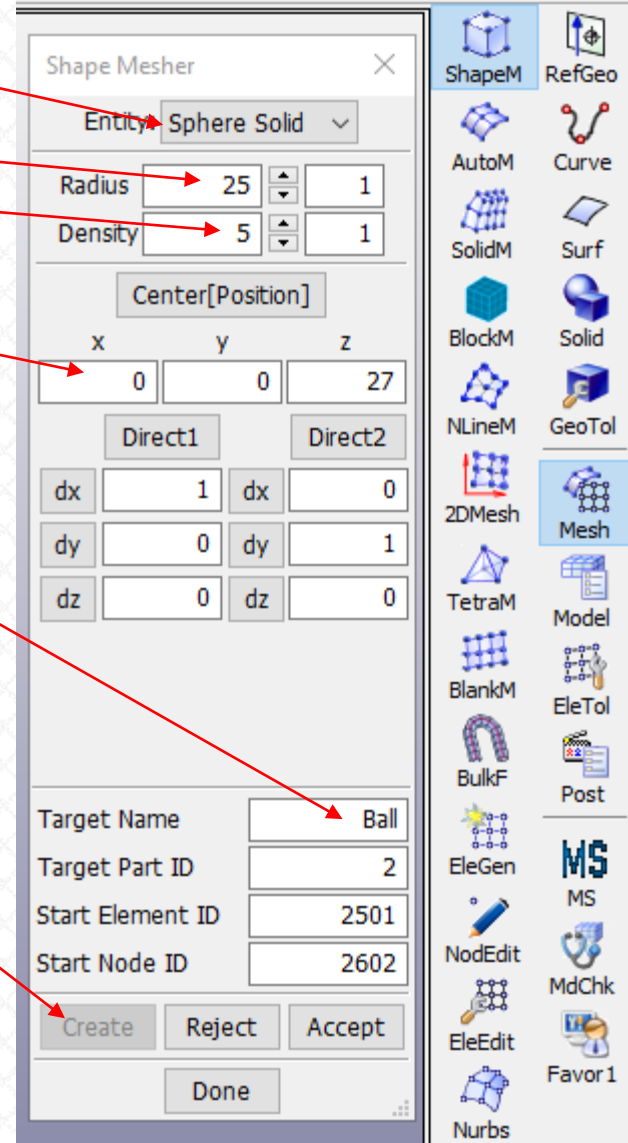 Shape Mesher
Entity: Sphere Solid
Radius 25 1
Density 5 1
Center[Position]
x y z
0 0 27
Direct1 Direct2
dx 1 dx 0
dy 0 dy 1
dz 0 dz 0
Target Name Ball
Target Part ID 2
Start Element ID 2501
Start Node ID 2602
Create Reject Accept
Done
ShapeM RefGeo
AutoM Curve
SolidM Surf
BlockM Solid
NLineM GeoTol
2DMesh Mesh
TetraM Model
BlankM EleTol
BulkF Post
EleGen MS
MS
NodEdit MdChk
EleEdit Favor1
Nurbs